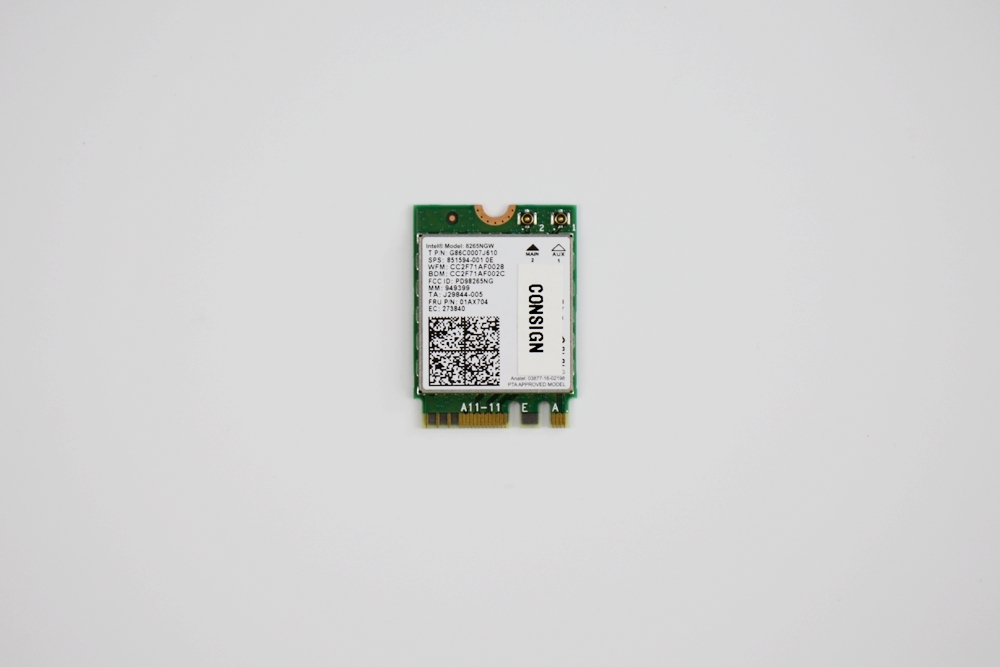 2 1
Intel® Model: 8265NGW
T P/N: G86C0007J610
SPS: 851594-001 0E
WFM: CC2F71AF0028
BDM: CC2F71AF002C
FCC ID: PD98265NG
MM: 949399
TA: J29844-005
FRU P/N: 01AX704
EC: 273840
MAIN AUX
2 1
CONSIGN
Anatel: 03677-16-02198
PTA APPROVED MODEL
A11-11 E A